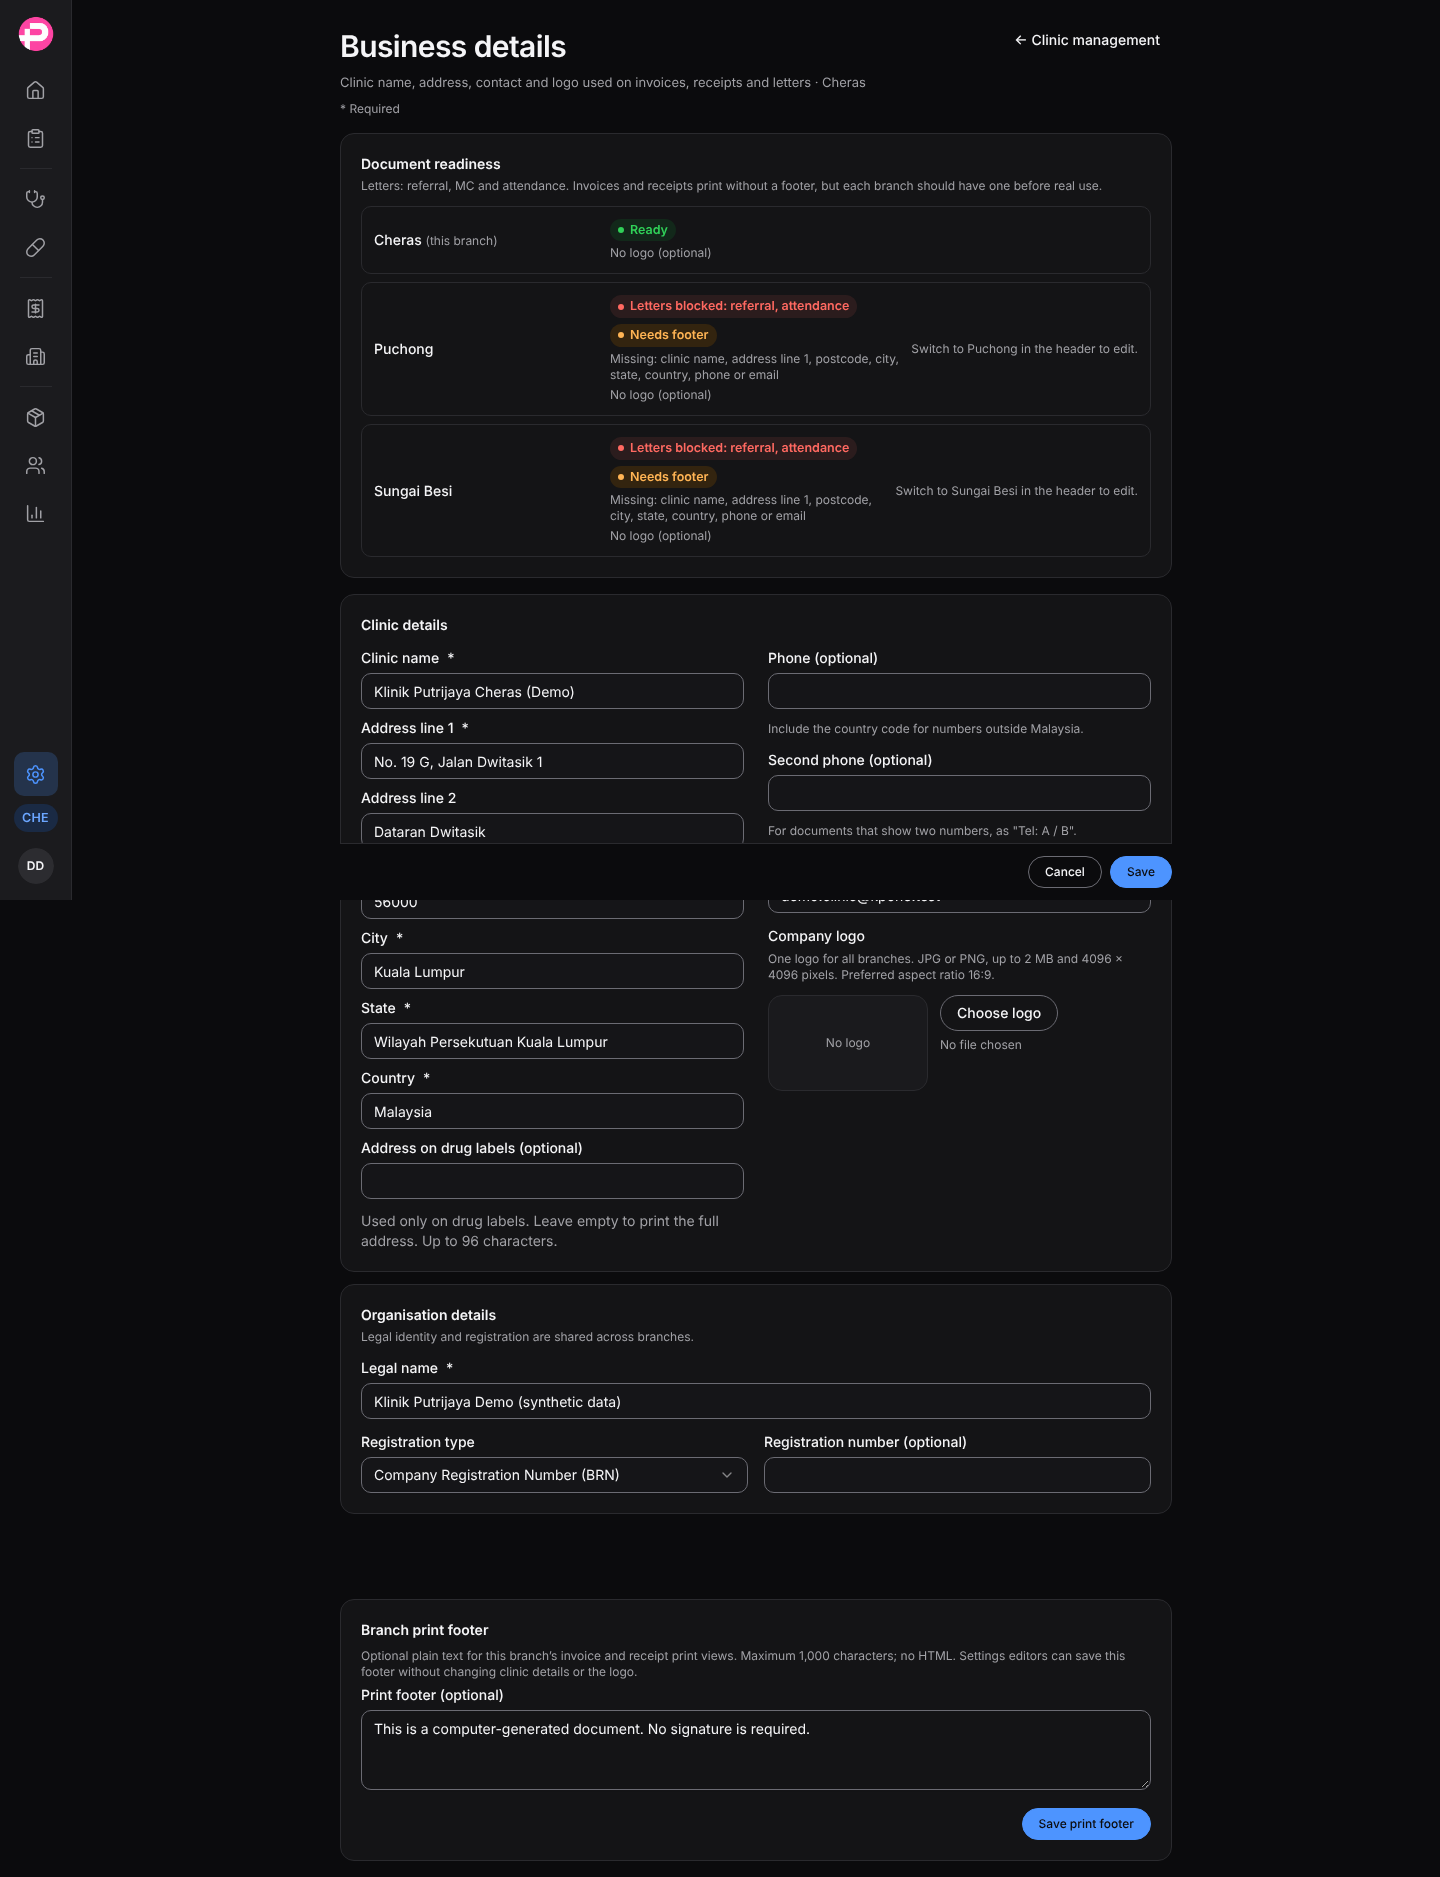 Business details
← Clinic management
Clinic name, address, contact and logo used on invoices, receipts and letters · Cheras
* Required
Document readiness
Letters: referral, MC and attendance. Invoices and receipts print without a footer, but each branch should have one before real use.
Cheras (this branch)
Ready
No logo (optional)
Puchong
Letters blocked: referral, attendance
Needs footer
Missing: clinic name, address line 1, postcode, city,
state, country, phone or email
No logo (optional)
Switch to Puchong in the header to edit.
Sungai Besi
Letters blocked: referral, attendance
Needs footer
Missing: clinic name, address line 1, postcode,
city, state, country, phone or email
No logo (optional)
Switch to Sungai Besi in the header to edit.
Clinic details
Clinic name *
Klinik Putrijaya Cheras (Demo)
Address line 1 *
No. 19 G, Jalan Dwitasik 1
Address line 2
Dataran Dwitasik
Phone (optional)
Include the country code for numbers outside Malaysia.
Second phone (optional)
For documents that show two numbers, as "Tel: A / B".
CHE
DD
Cancel
Save
56000
City *
Kuala Lumpur
State *
Wilayah Persekutuan Kuala Lumpur
Country *
Malaysia
Address on drug labels (optional)
Used only on drug labels. Leave empty to print the full
address. Up to 96 characters.
Company logo
One logo for all branches. JPG or PNG, up to 2 MB and 4096 ×
4096 pixels. Preferred aspect ratio 16:9.
No logo
Choose logo
No file chosen
Organisation details
Legal identity and registration are shared across branches.
Legal name *
Klinik Putrijaya Demo (synthetic data)
Registration type
Company Registration Number (BRN)
Registration number (optional)
Branch print footer
Optional plain text for this branch's invoice and receipt print views. Maximum 1,000 characters; no HTML. Settings editors can save this
footer without changing clinic details or the logo.
Print footer (optional)
This is a computer-generated document. No signature is required.
Save print footer